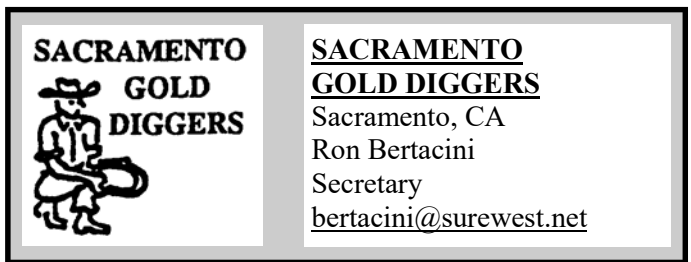 SACRAMENTO
GOLD
DIGGERS
SACRAMENTO
GOLD DIGGERS
Sacramento, CA
Ron Bertacini
Secretary
bertacini@surewest.net